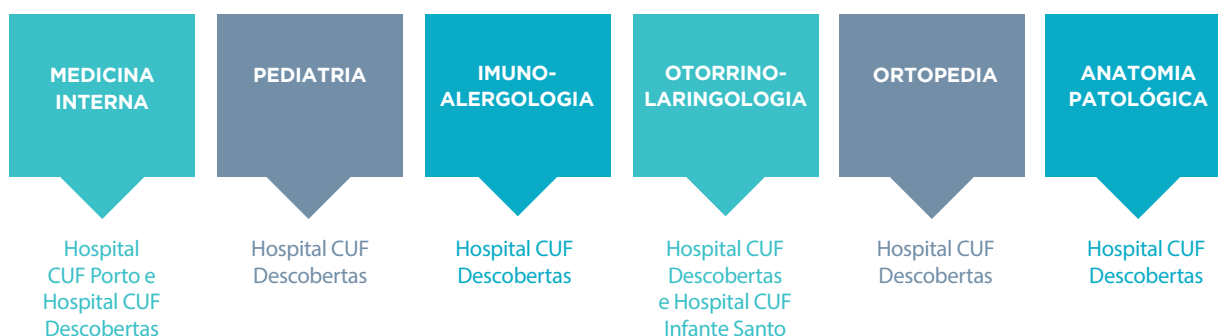 MEDICINA
INTERNA
PEDIATRIA
IMUNO-
ALERGOLOGIA
OTORRINO-
LARINGOLOGIA
ORTOPEDIA
ANATOMIA
PATOLÓGICA
Hospital
CUF Porto e
Hospital CUF
Descobertas
Hospital CUF
Descobertas
Hospital CUF
Descobertas
Hospital CUF
Descobertas
e Hospital CUF
Infante Santo
Hospital CUF
Descobertas
Hospital CUF
Descobertas